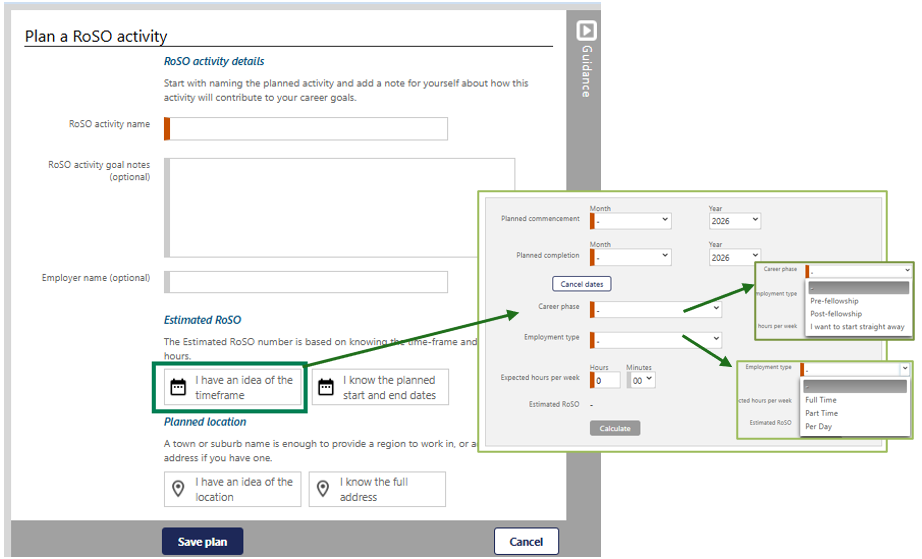 Plan a RoSO activity
Guidance
RoSO activity details
Start with naming the planned activity and add a note for yourself about how this
activity will contribute to your career goals.
RoSO activity name
RoSO activity goal notes
(optional)
Employer name (optional)
Estimated RoSO
The Estimated RoSO number is based on knowing the time-frame and
hours.
I have an idea of the
timeframe
I know the planned
start and end dates
Planned location
A town or suburb name is enough to provide a region to work in, or a
address if you have one.
I have an idea of the
location
I know the full
address
Save plan
Cancel
Month
Year
Planned commencement
-
2026
Month
Year
Planned completion
-
2026
Cancel dates
Career phase
-
Employment type
-
Hours
Minutes
Expected hours per week
0
00
Estimated RoSO
-
Calculate
Career phase
-
-
mployment type
Pre-fellowship
Post-fellowship
hours per week
I want to start straight away
Employment type
-
-
cted hours per week
Full Time
Part Time
Estimated RoSO
Per Day